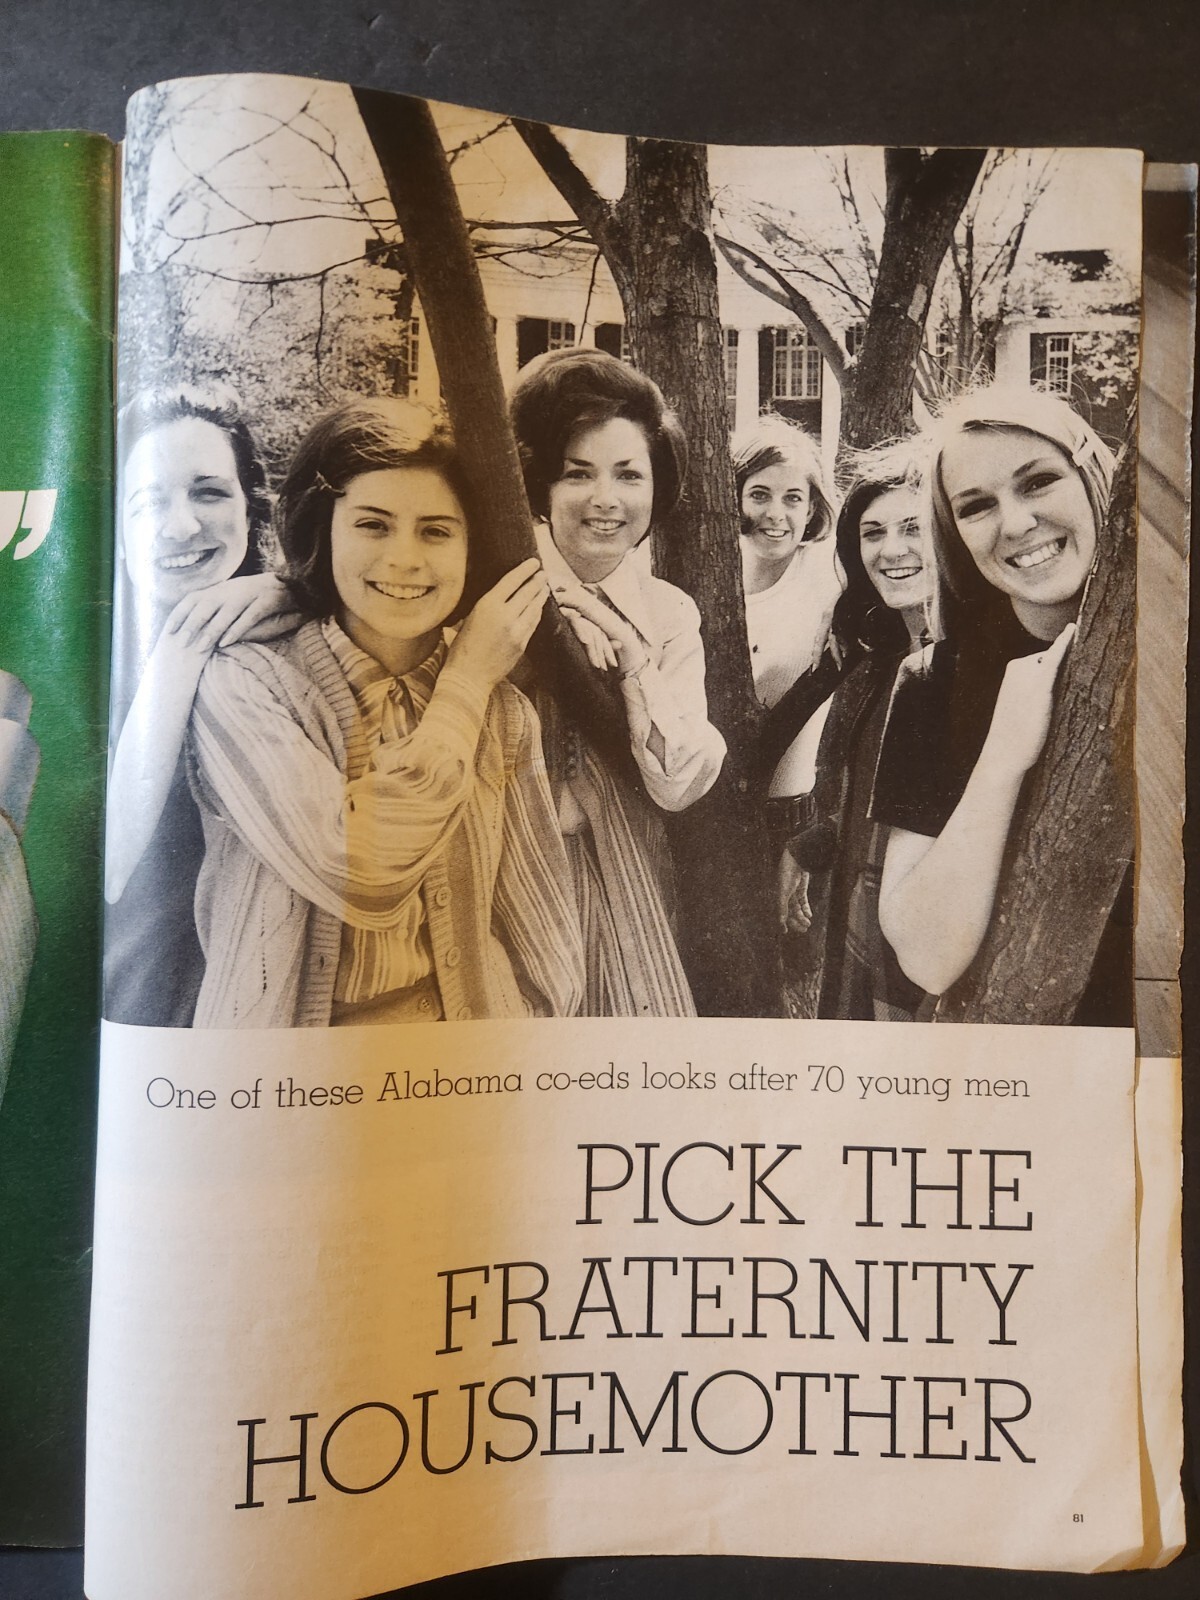 ”
One of these Alabama co-eds looks after 70 young men
PICK THE
FRATERNITY
HOUSEMOTHER
81